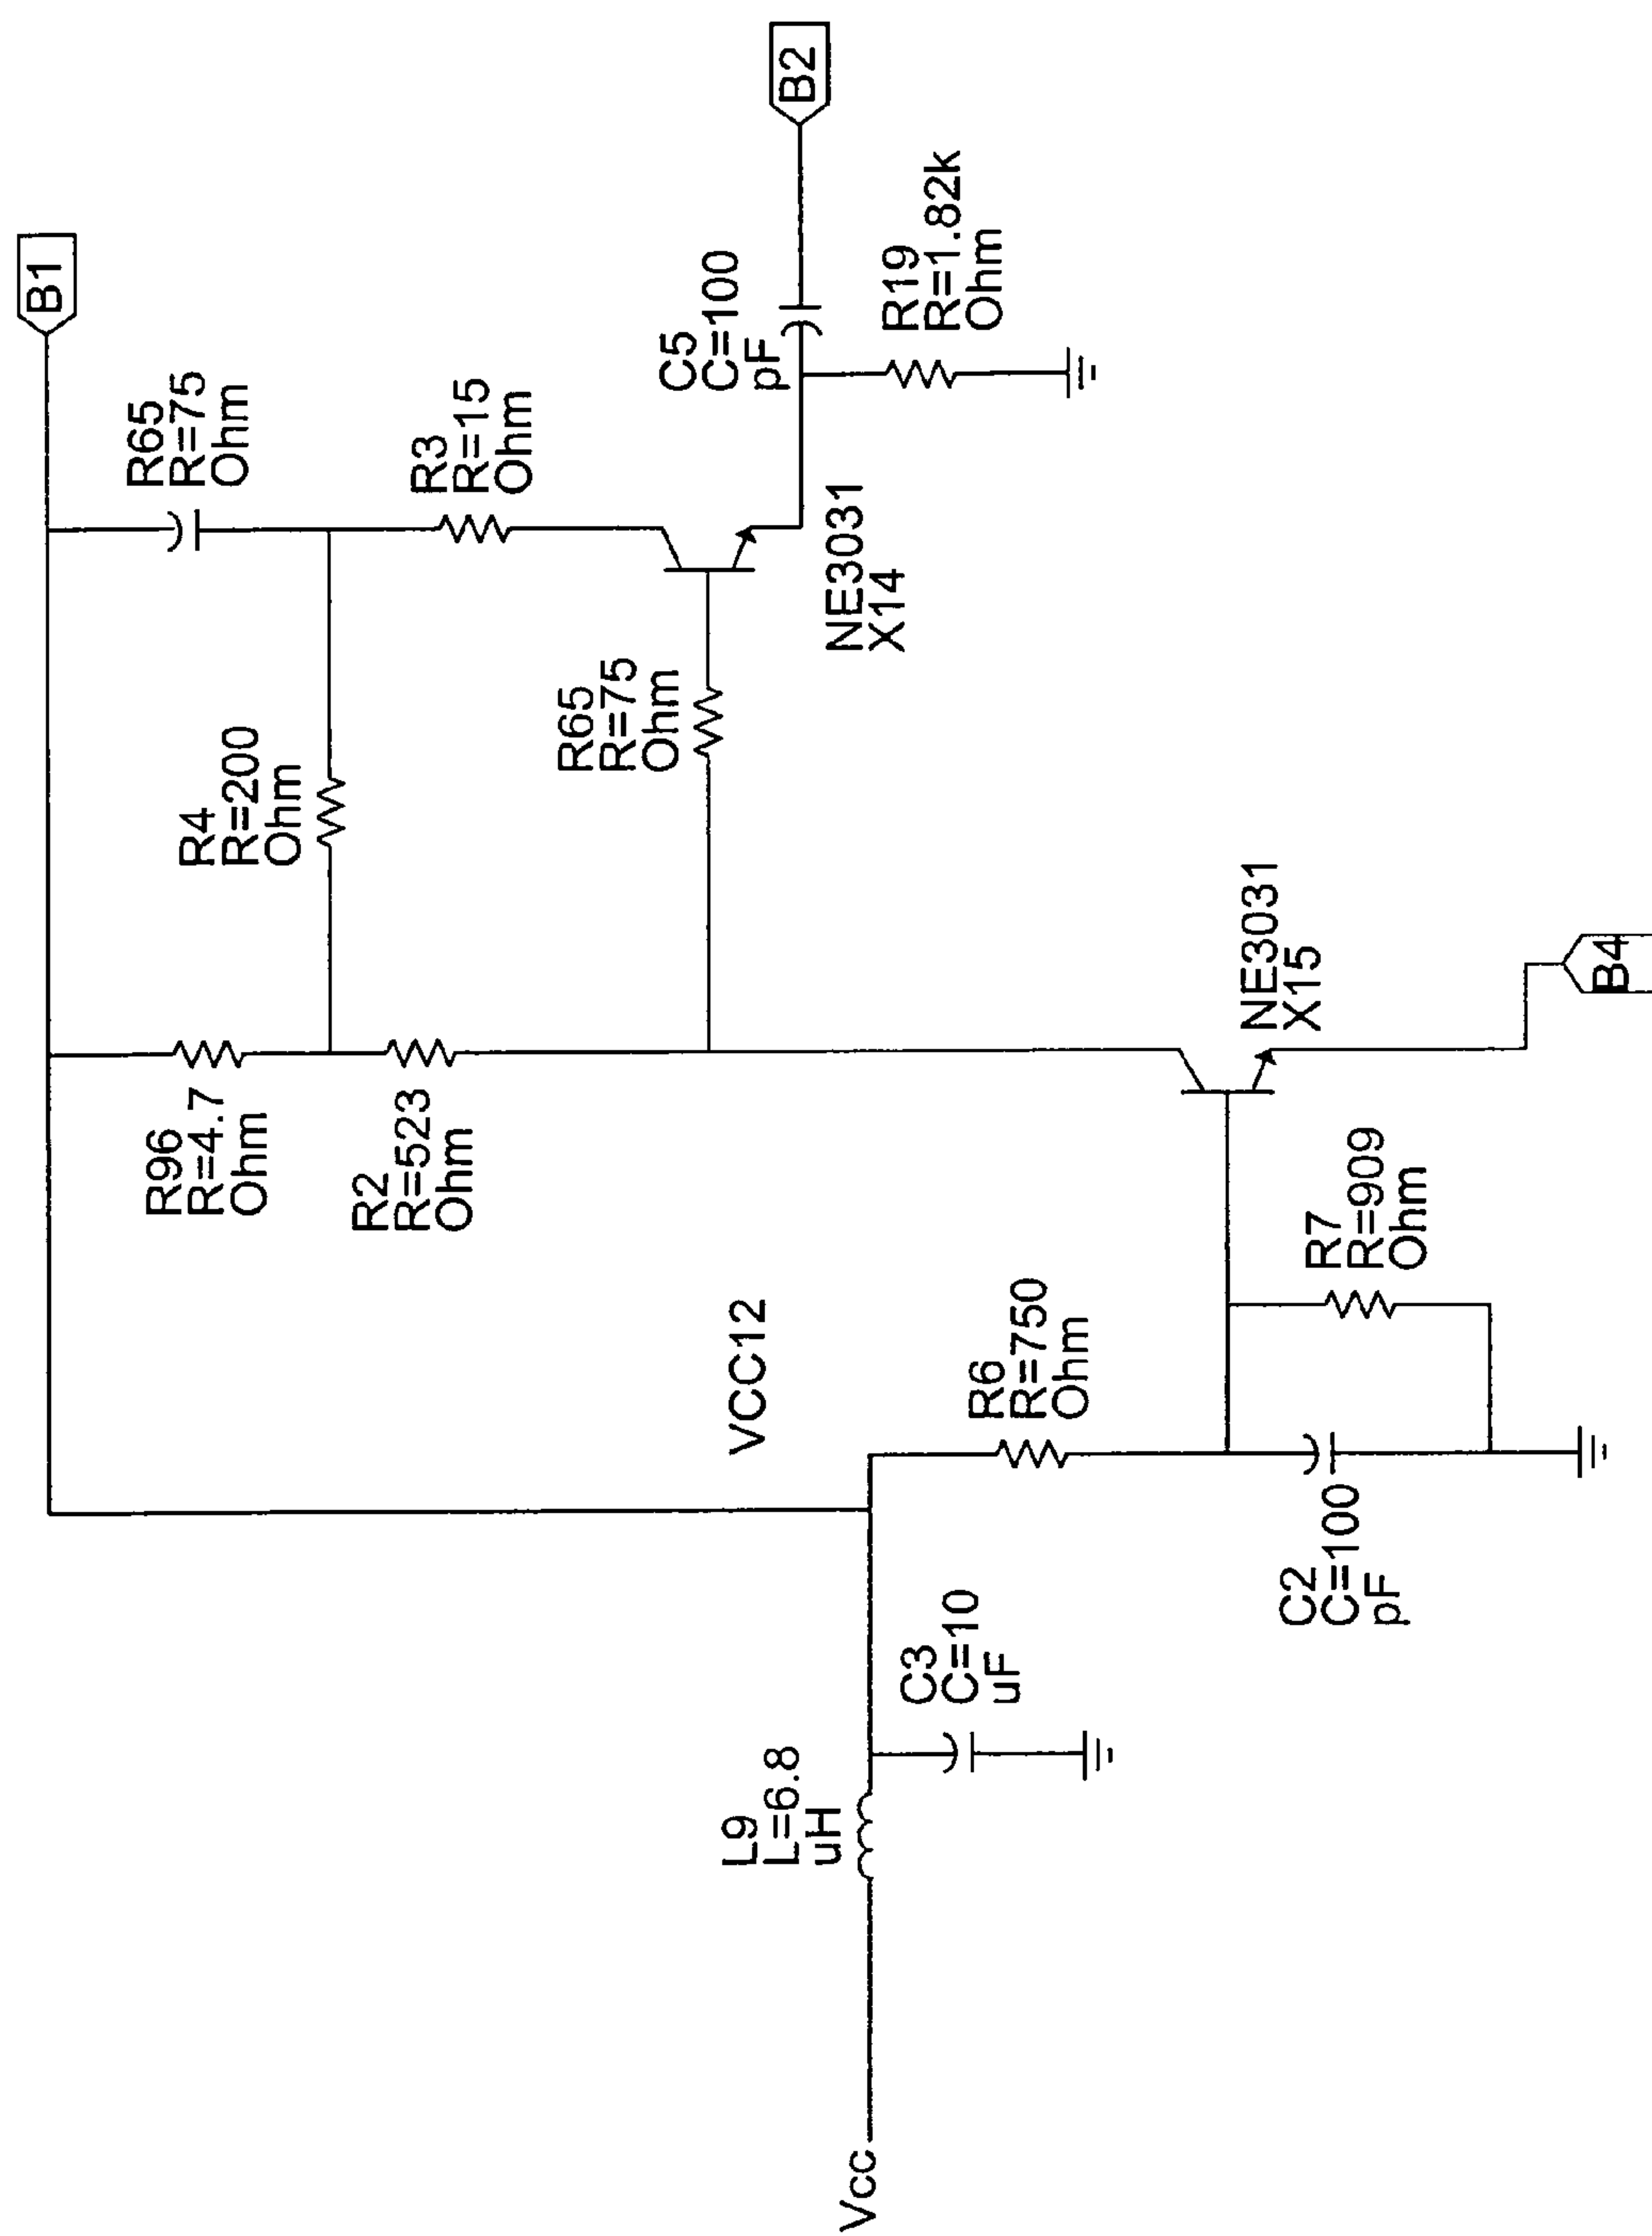 B1
B2
R65
R=75
Ohm
R3
R=15
Ohm
C5
C=100
pF
R19
R=1.82k
Ohm
R4
R=200
Ohm
R65
R=75
Ohm
NE3031
X14
R96
R=4.7
Ohm
R2
R=523
Ohm
NE3031
X15
B4
VCC12
R6
R=750
Ohm
R7
R=909
Ohm
L9
L=6.8
uH
C3
C=10
uF
C2
C=100
pF
Vcc